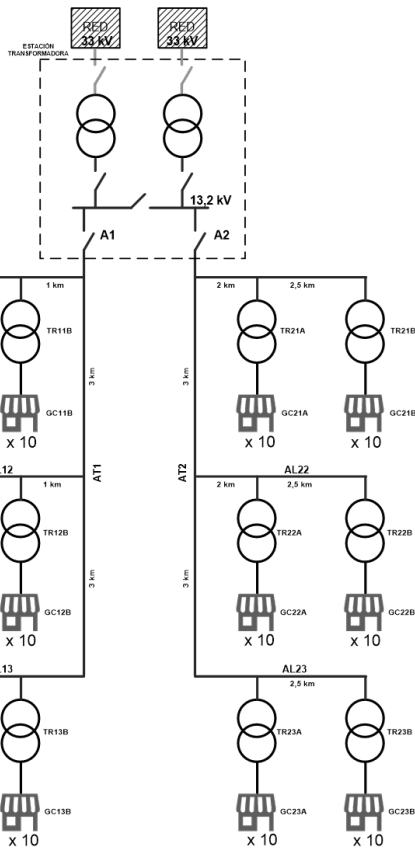 RED
33 kV
RED
33 kV
ESTACIÓN
TRANSFORMADORA
13,2 kV
A1
A2
1 km
2 km
2,5 km
TR11B
TR21A
TR21B
3 km
3 km
GC11B
GC21A
GC21B
x 10
x 10
x 10
L12
AL22
1 km
AT1
AT2
2 km
2,5 km
TR12B
TR22A
TR22B
3 km
3 km
GC12B
GC22A
GC22B
x 10
x 10
x 10
L13
AL23
2,5 km
TR13B
TR23A
TR23B
GC13B
GC23A
GC23B
x 10
x 10
x 10